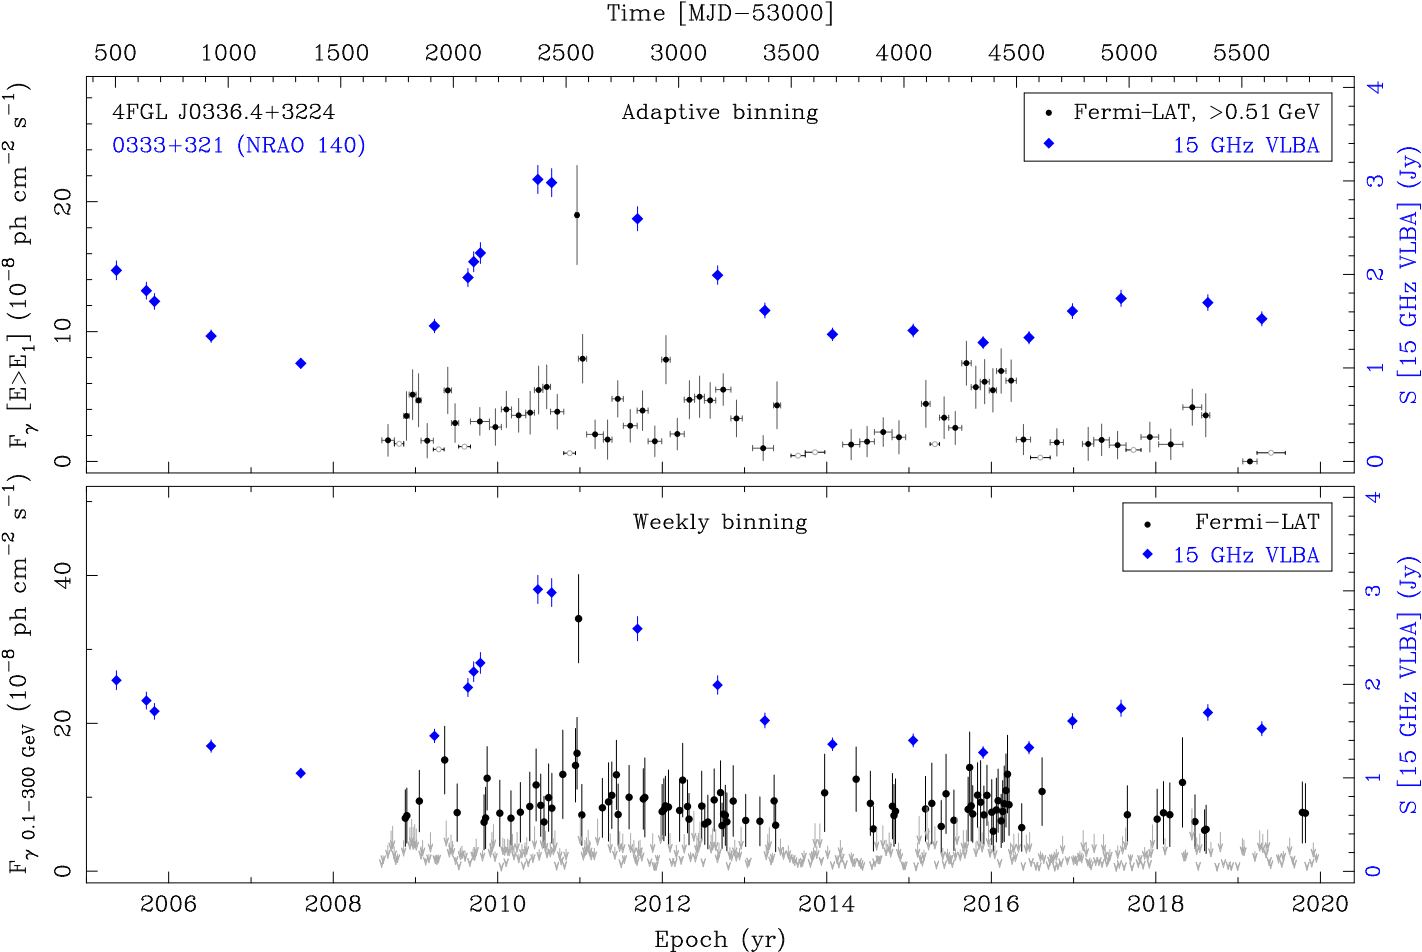 Time [MJD−53000]
500 1000 1500 2000 2500 3000 3500 4000 4500 5000 5500
4FGL J0336.4+3224
0333+321 (NRAO 140)
Adaptive binning
Fermi−LAT, >0.51 GeV
15 GHz VLBA
F_γ [E>E_1] (10^−8 ph cm^−2 s^−1)
20
10
0
S [15 GHz VLBA] (Jy)
4
3
2
1
0
Weekly binning
Fermi−LAT
15 GHz VLBA
F_γ 0.1−300 GeV (10^−8 ph cm^−2 s^−1)
40
20
0
S [15 GHz VLBA] (Jy)
4
3
2
1
0
2006 2008 2010 2012 2014 2016 2018 2020
Epoch (yr)